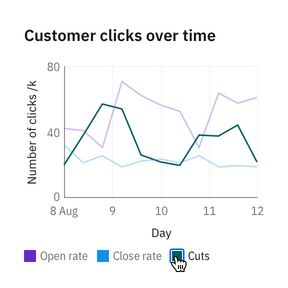 Customer clicks over time
Number of clicks /k
80
40
0
8 Aug 9 10 11 12
Day
Open rate Close rate Cuts